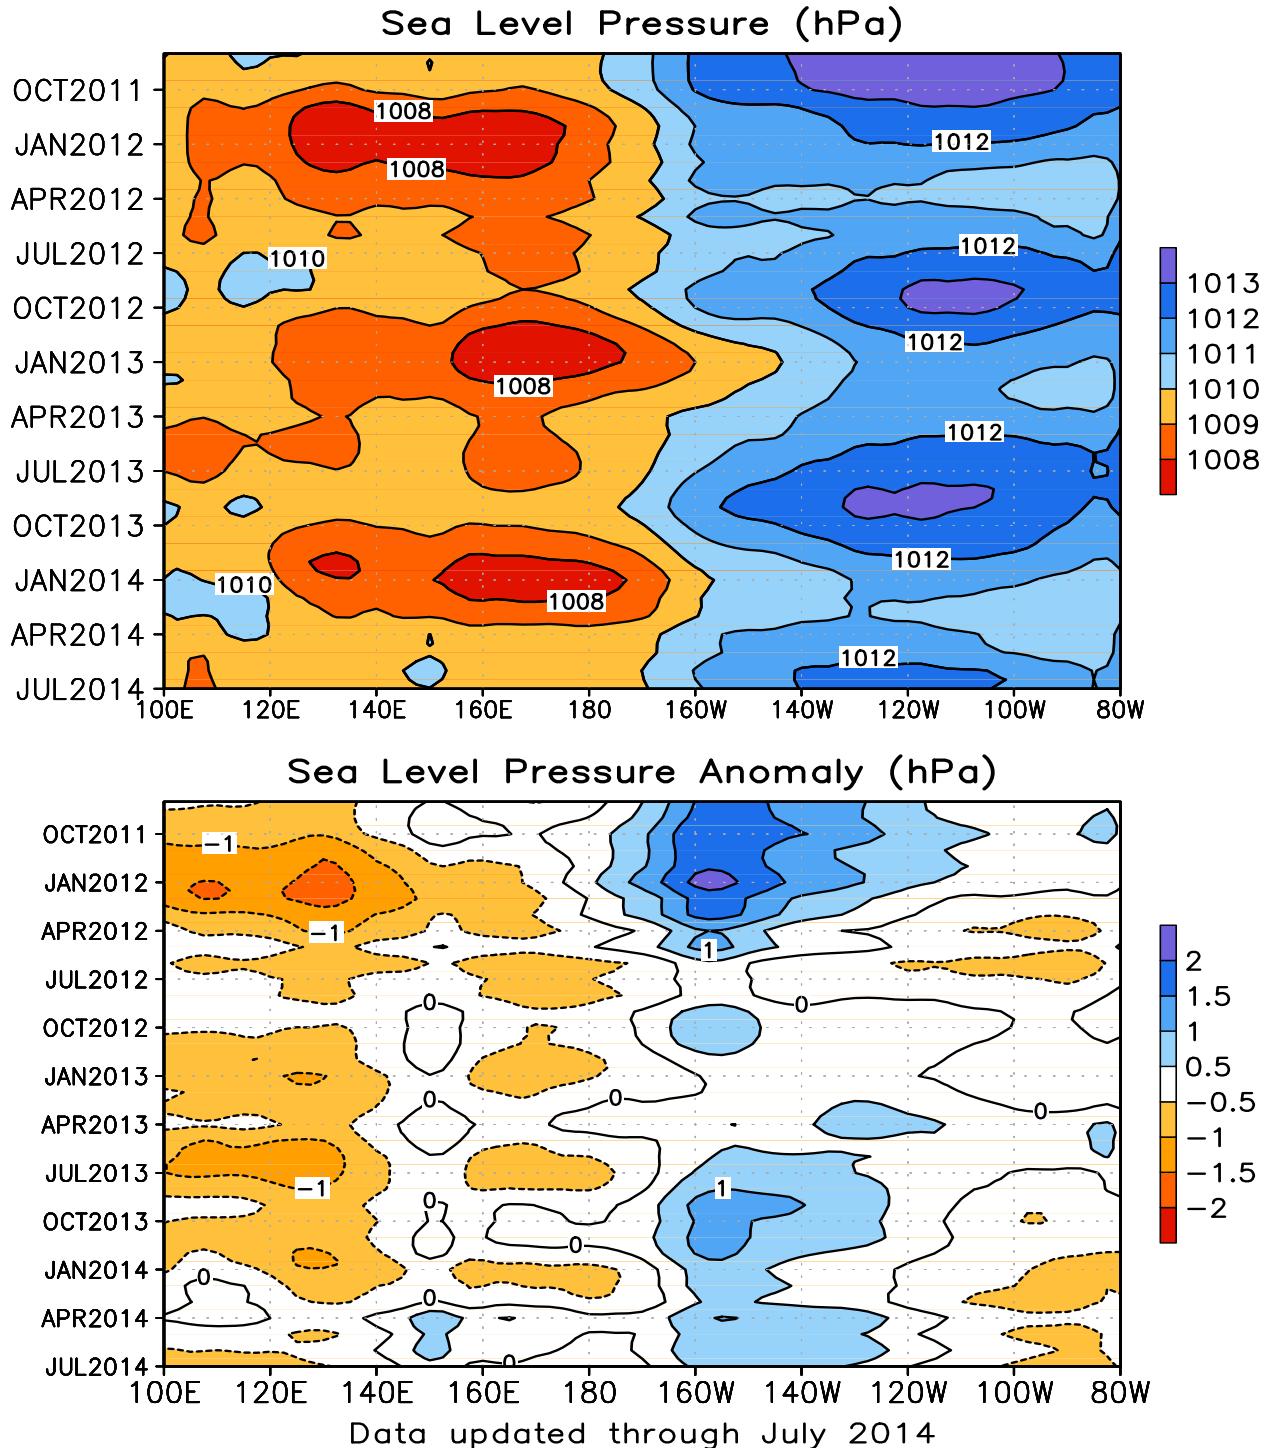 Sea Level Pressure (hPa)
OCT2011
JAN2012
APR2012
JUL2012
OCT2012
JAN2013
APR2013
JUL2013
OCT2013
JAN2014
APR2014
JUL2014
1008
1012
1008
1012
1010
1012
1008
1012
1012
1010
1008
1012
100E 120E 140E 160E 180 160W 140W 120W 100W 80W
1013
1012
1011
1010
1009
1008
Sea Level Pressure Anomaly (hPa)
OCT2011
JAN2012
APR2012
JUL2012
OCT2012
JAN2013
APR2013
JUL2013
OCT2013
JAN2014
APR2014
JUL2014
-1
-1
1
0
0
0
0
0
-1
1
0
0
0
0
0
100E 120E 140E 160E 180 160W 140W 120W 100W 80W
2
1.5
1
0.5
-0.5
-1
-1.5
-2
Data updated through July 2014